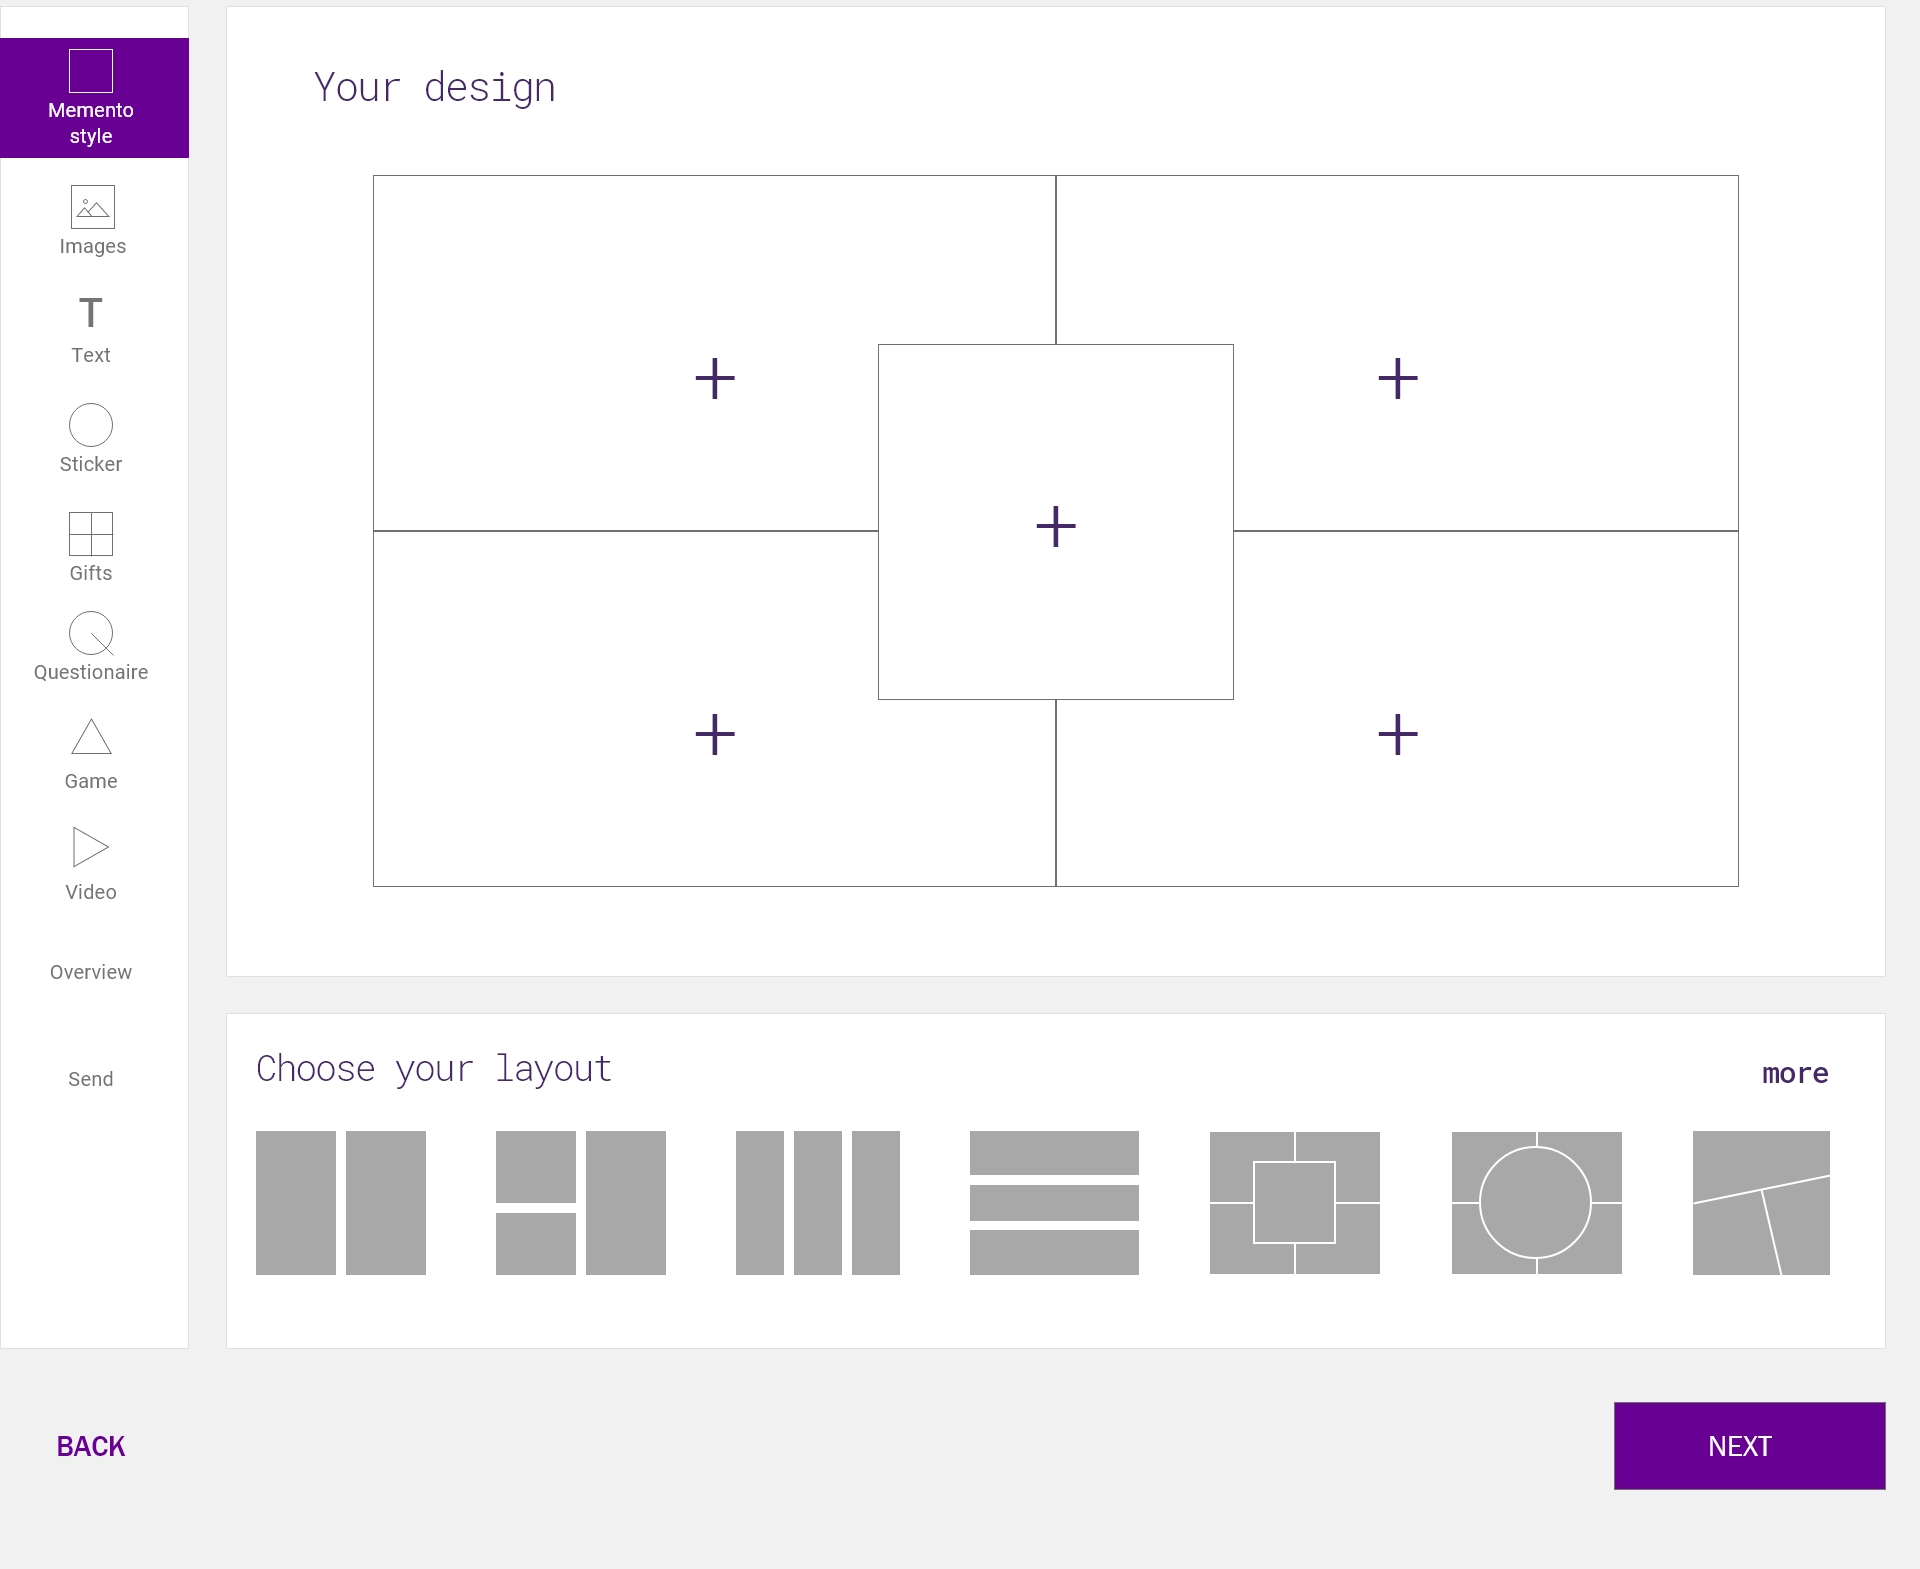 Memento
style
Images
T
Text
Sticker
Gifts
Questionaire
Game
Video
Overview
Send
Your design
+
+
+
+
+
Choose your layout
more
BACK
NEXT